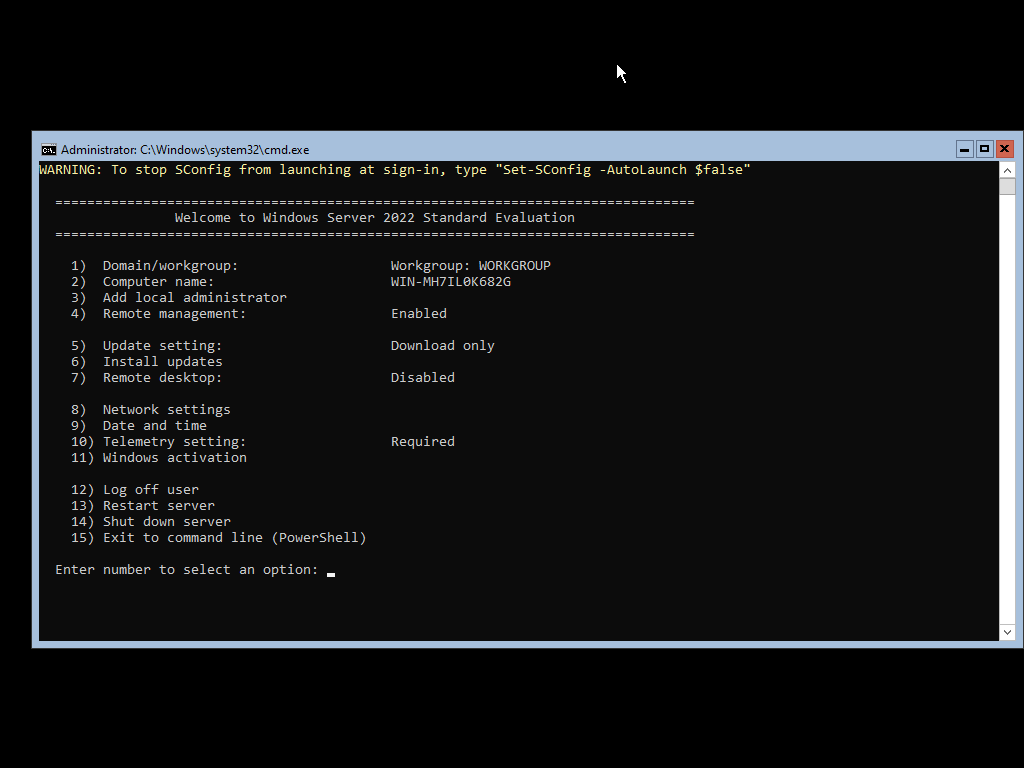 Administrator: C:\Windows\system32\cmd.exe
WARNING: To stop SConfig from launching at sign-in, type "Set-SConfig -AutoLaunch $false"
================================================================================
Welcome to Windows Server 2022 Standard Evaluation
================================================================================
1) Domain/workgroup: Workgroup: WORKGROUP
2) Computer name: WIN-MH7IL0K682G
3) Add local administrator
4) Remote management: Enabled
5) Update setting: Download only
6) Install updates
7) Remote desktop: Disabled
8) Network settings
9) Date and time
10) Telemetry setting: Required
11) Windows activation
12) Log off user
13) Restart server
14) Shut down server
15) Exit to command line (PowerShell)
Enter number to select an option: